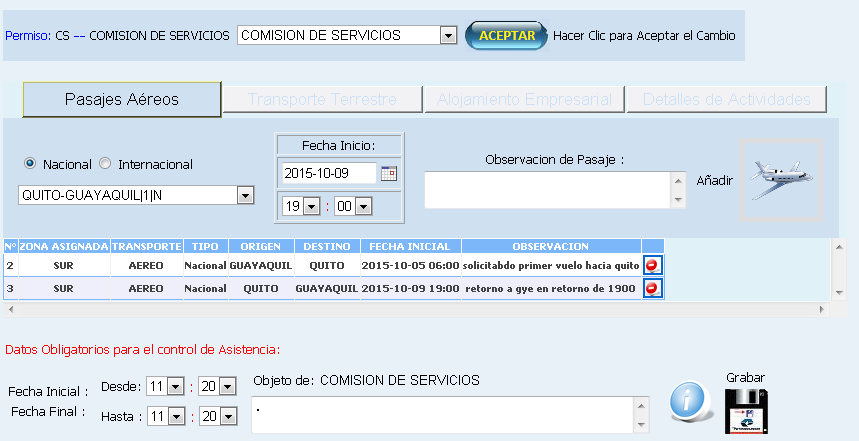 Permiso: CS -- COMISION DE SERVICIOS COMISION DE SERVICIOS ACEPTAR Hacer Clic para Aceptar el Cambio
Pasajes Aéreos Transporte Terrestre Alojamiento Empresarial Detalles de Actividades
Fecha Inicio:
Nacional Internacional
Observacion de Pasaje :
2015-10-09
Añadir
QUITO-GUAYAQUIL|1|N
19 : 00
Nº ZONA ASIGNADA TRANSPORTE TIPO ORIGEN DESTINO FECHA INICIAL OBSERVACION
2 SUR AEREO Nacional GUAYAQUIL QUITO 2015-10-05 06:00 solicitabdo primer vuelo hacia quito
3 SUR AEREO Nacional QUITO GUAYAQUIL 2015-10-09 19:00 retorno a gye en retorno de 1900
Datos Obligatorios para el control de Asistencia:
Fecha Inicial : Desde: 11 : 20 Objeto de: COMISION DE SERVICIOS
Grabar
Fecha Final : Hasta : 11 : 20 .